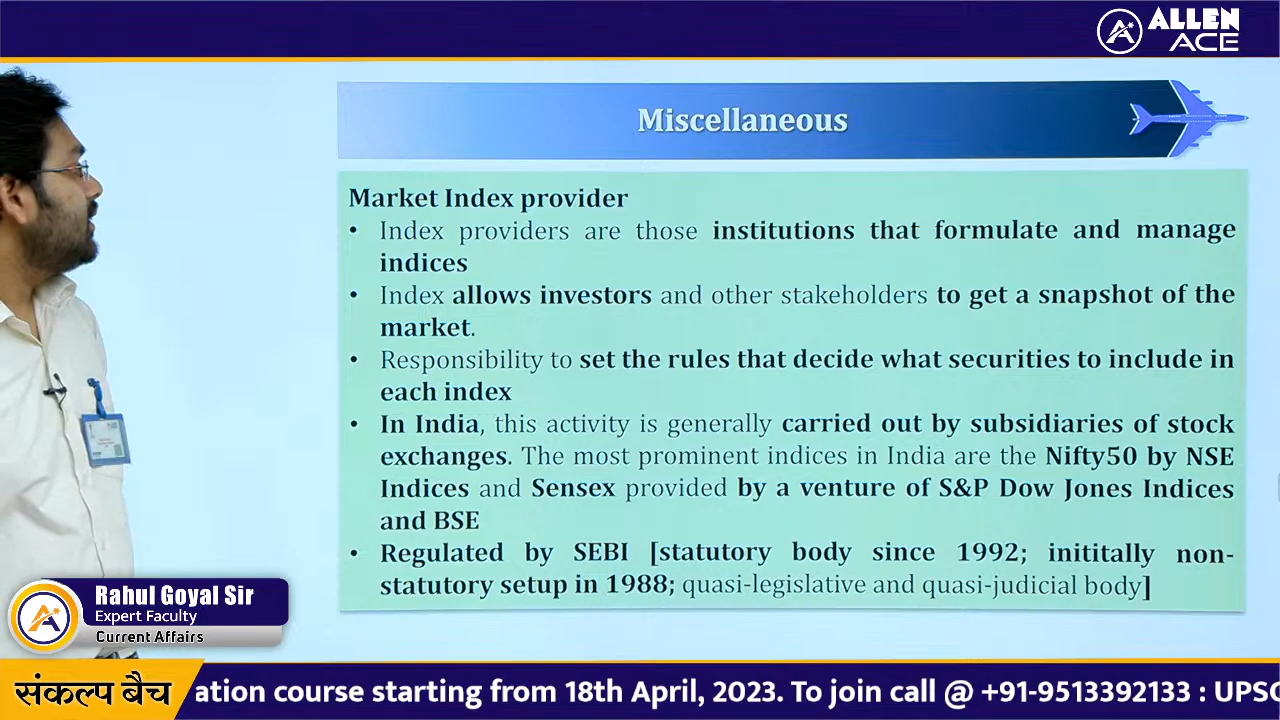 ALLEN
ACE
Miscellaneous
Market Index provider
• Index providers are those institutions that formulate and manage
indices
• Index allows investors and other stakeholders to get a snapshot of the
market.
• Responsibility to set the rules that decide what securities to include in
each index
• In India, this activity is generally carried out by subsidiaries of stock
exchanges. The most prominent indices in India are the Nifty50 by NSE
Indices and Sensex provided by a venture of S&P Dow Jones Indices
and BSE
• Regulated by SEBI [statutory body since 1992; inititally non-
statutory setup in 1988; quasi-legislative and quasi-judicial body]
Rahul Goyal Sir
Expert Faculty
Current Affairs
संकल्प बैच
ation course starting from 18th April, 2023. To join call @ +91-9513392133 : UPSC